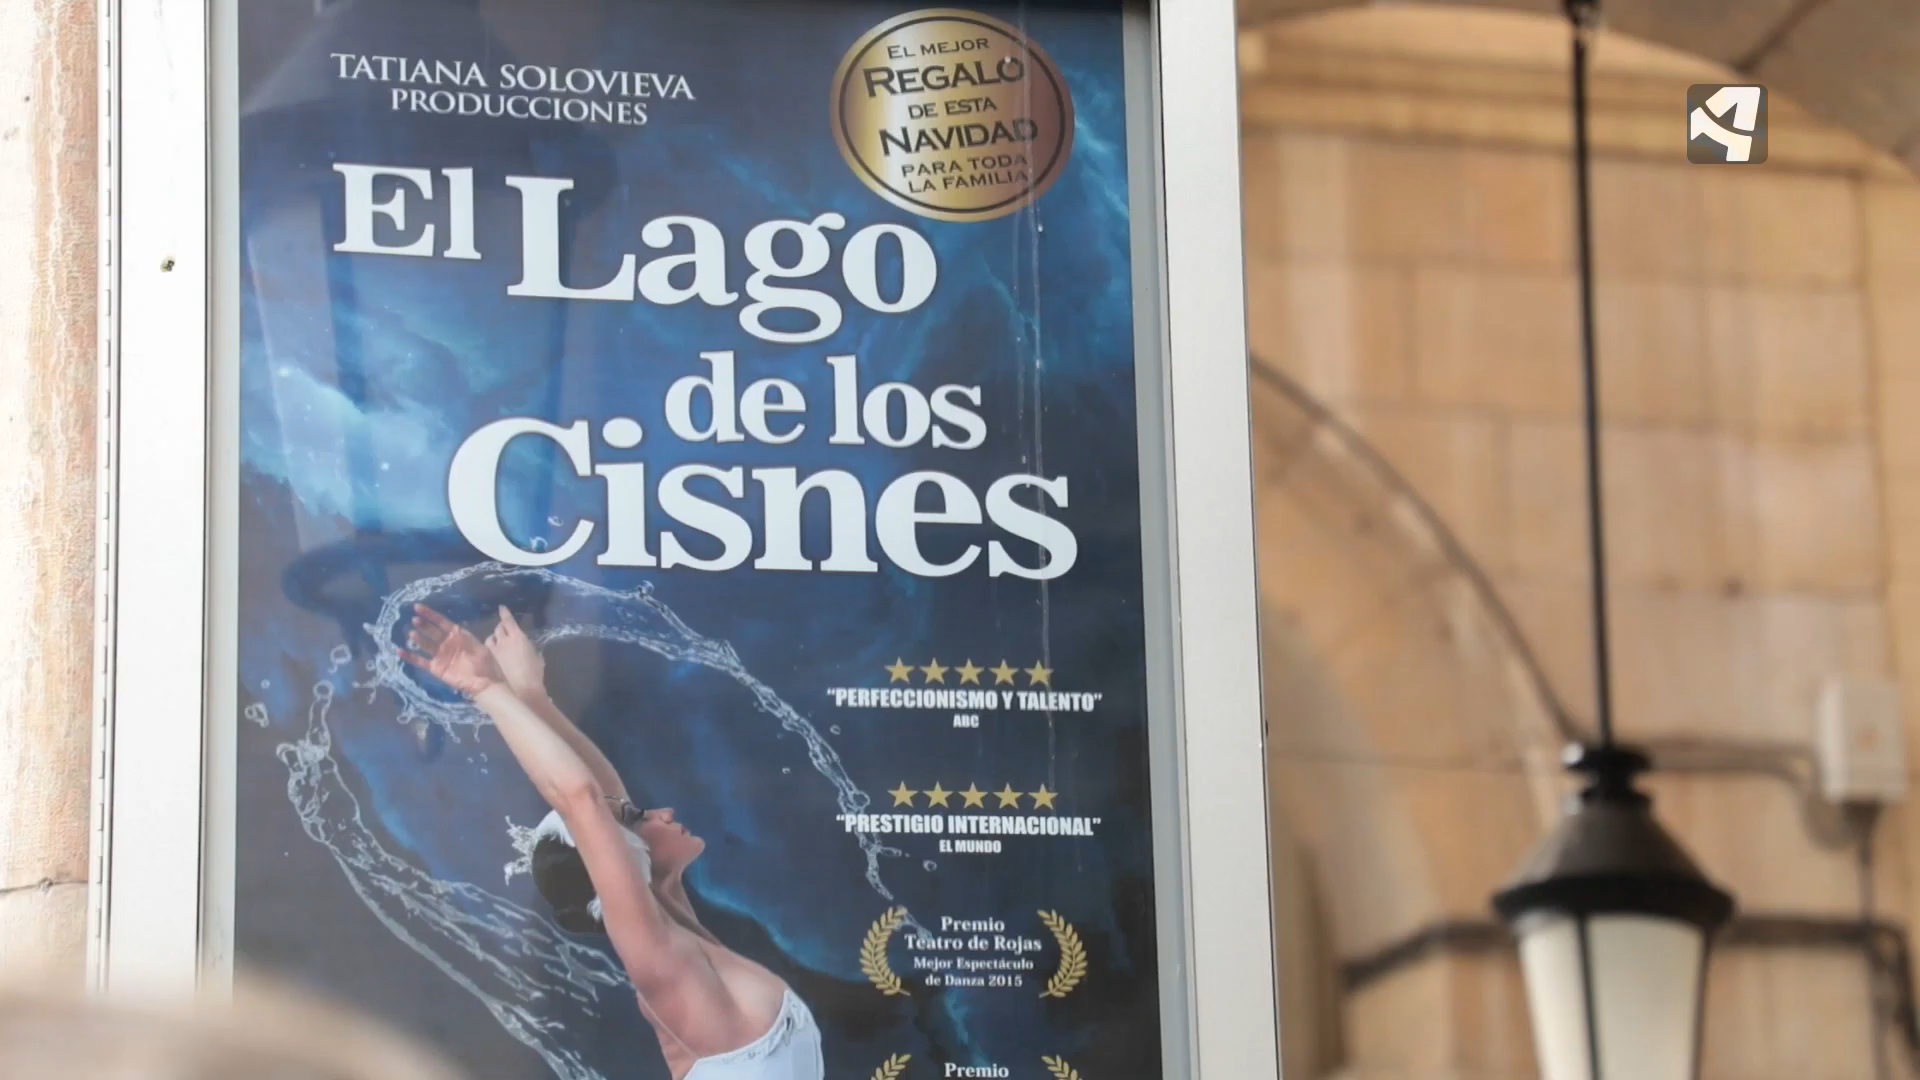 TATIANA SOLOVIEVA
PRODUCCIONES
EL MEJOR
REGALO
DE ESTA
NAVIDAD
PARA TODA
LA FAMILIA
El Lago
de los
Cisnes
“PERFECCIONISMO Y TALENTO”
ABC
“PRESTIGIO INTERNACIONAL”
EL MUNDO
Premio
Teatro de Rojas
Mejor Espectáculo
de Danza 2015
Premio